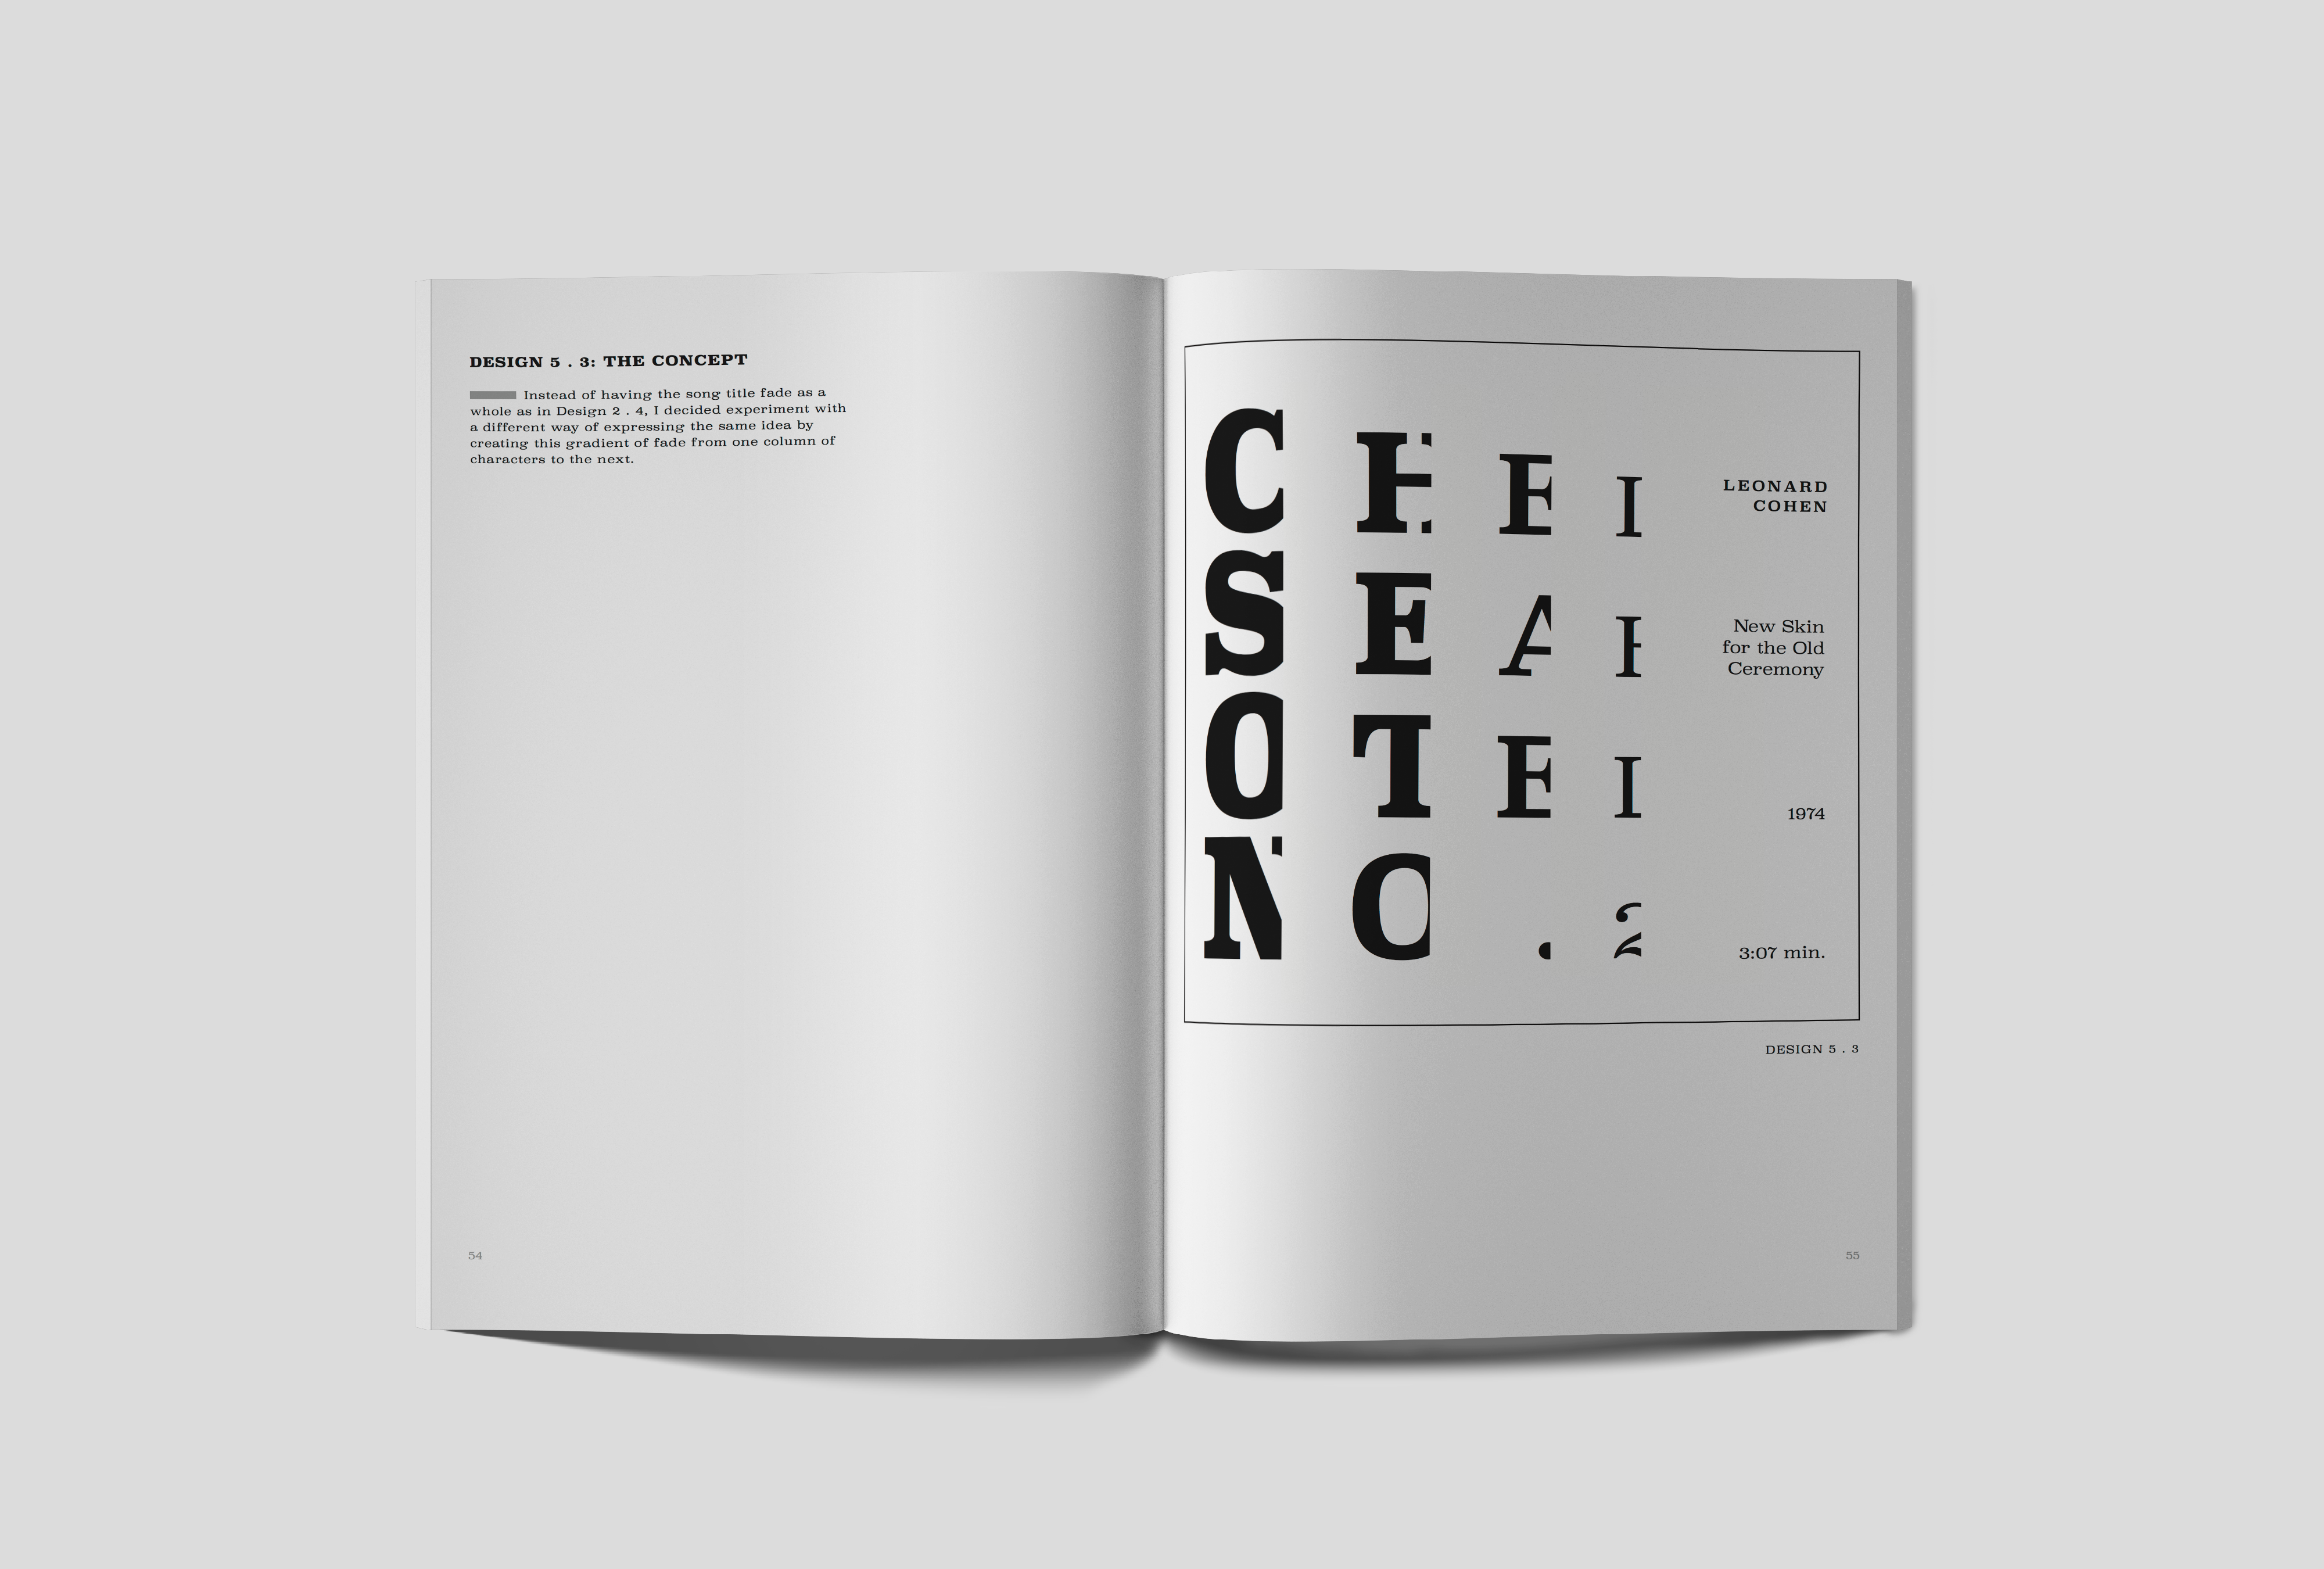 DESIGN 5 . 3: THE CONCEPT
Instead of having the song title fade as a
whole as in Design 2 . 4, I decided experiment with
a different way of expressing the same idea by
creating this gradient of fade from one column of
characters to the next.
54
C H E L
S E A H
O T E L
N O . 2
LEONARD
COHEN
New Skin
for the Old
Ceremony
1974
3:07 min.
DESIGN 5 . 3
55